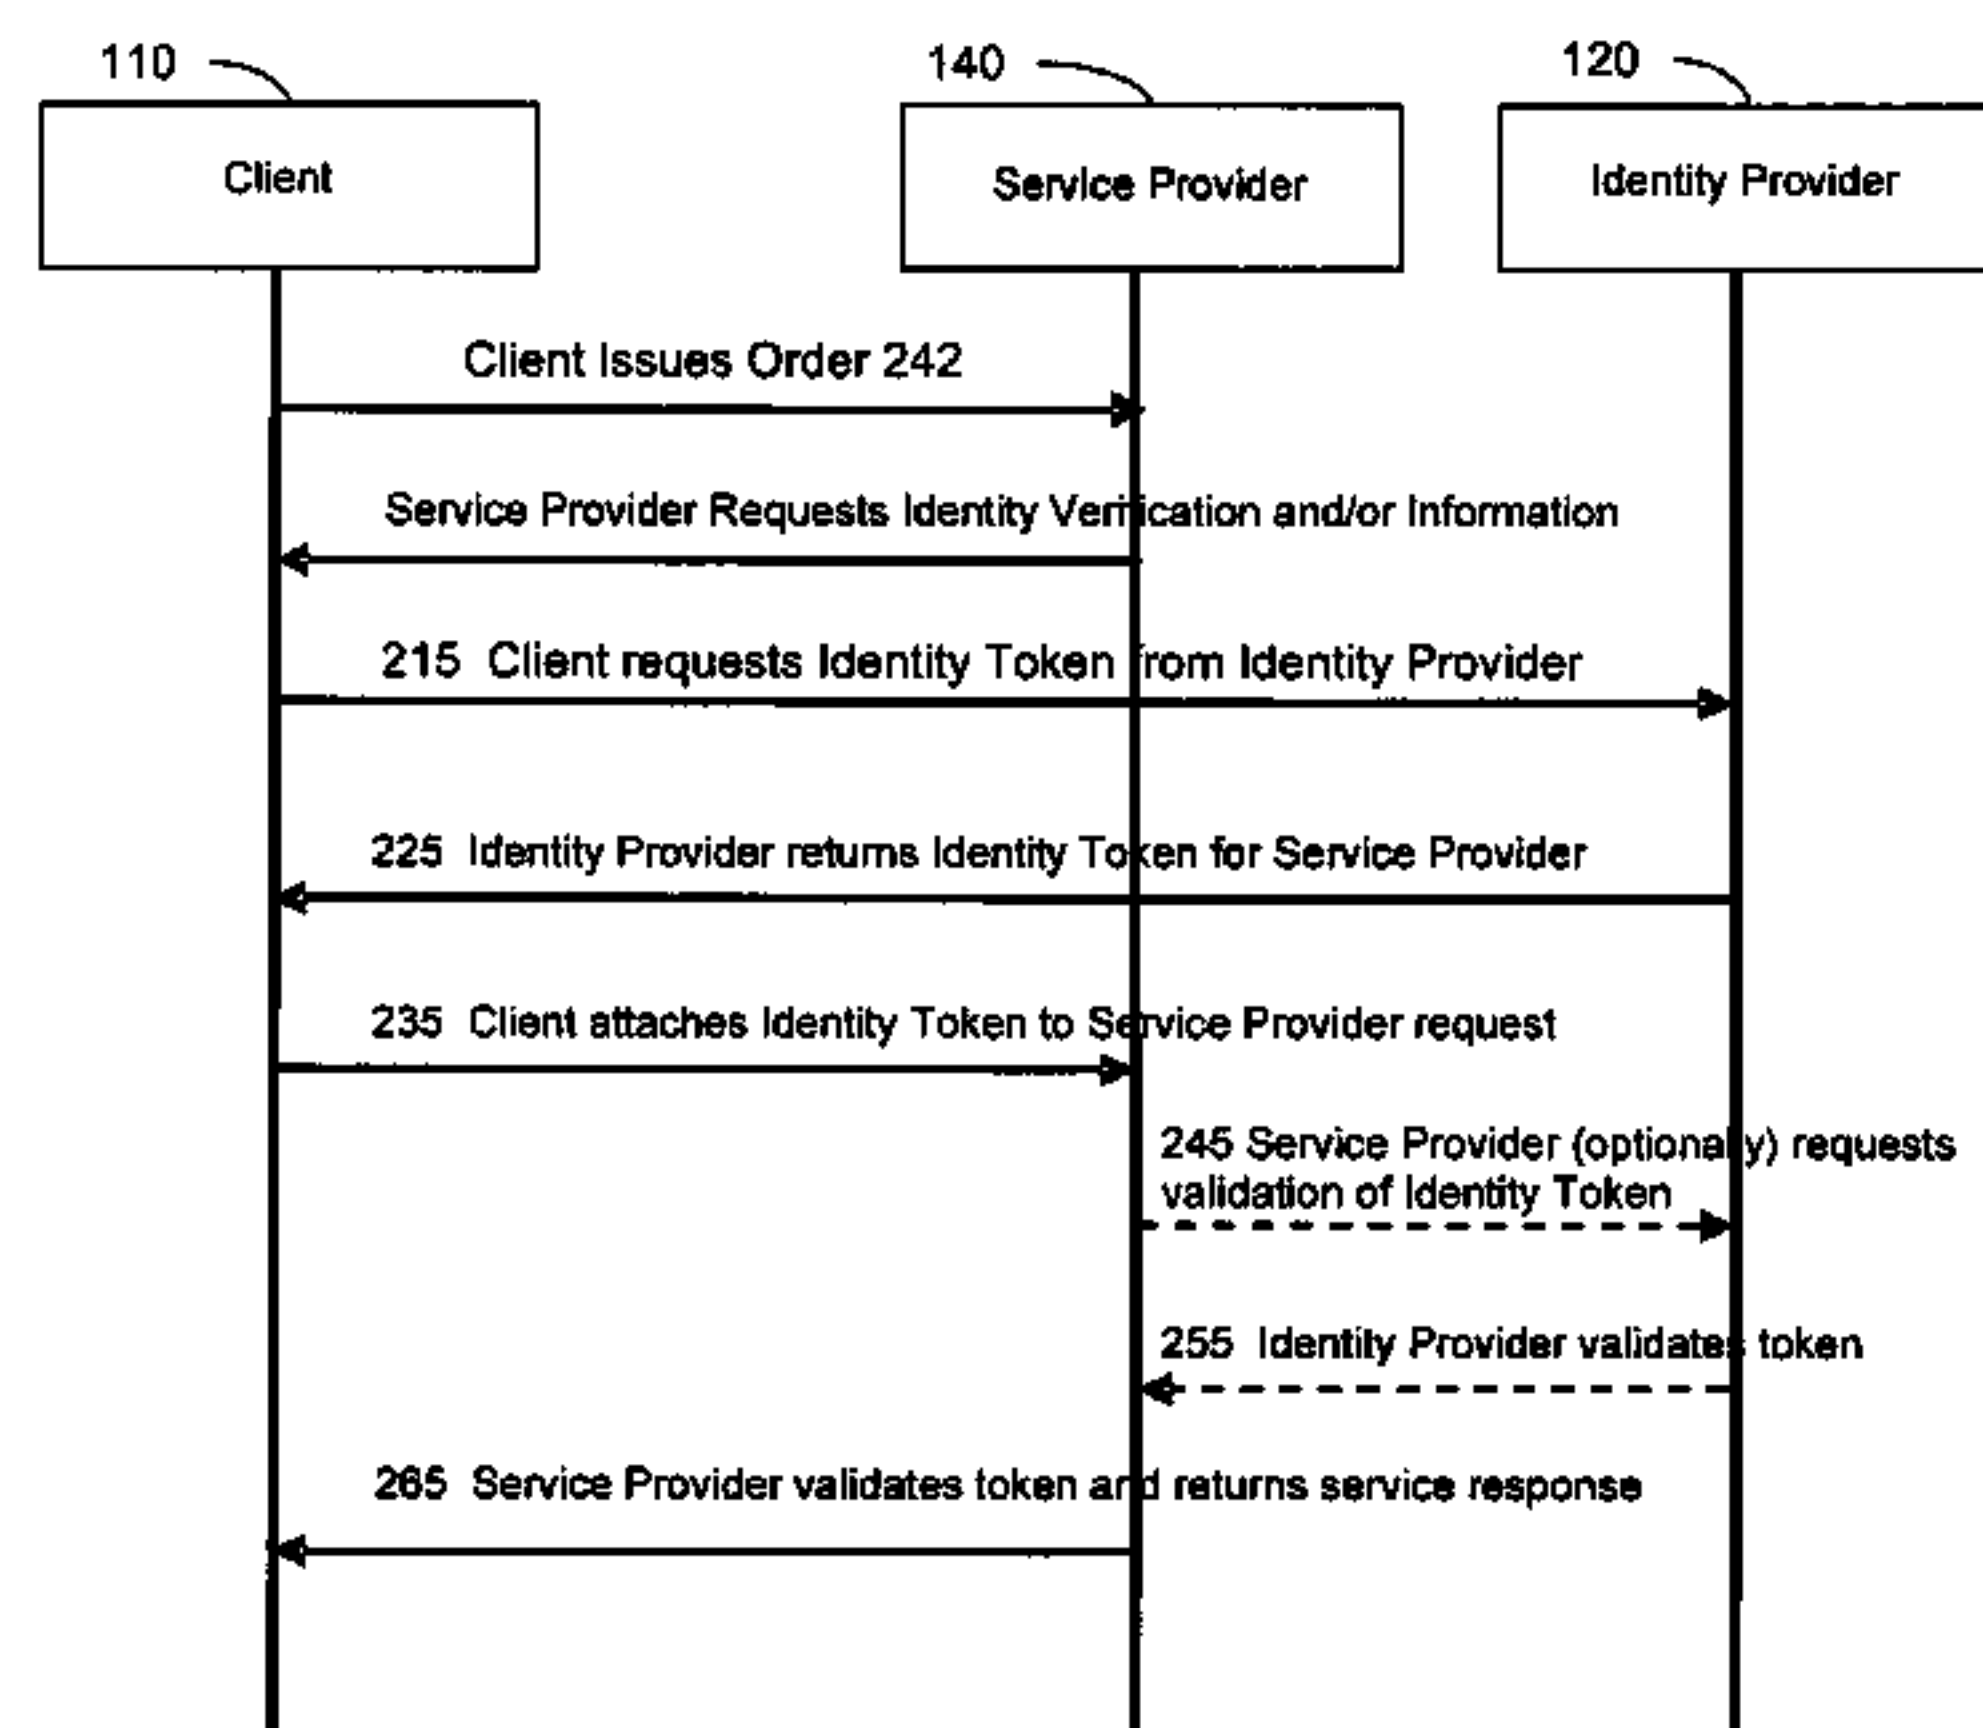 110
140
120
Client
Service Provider
Identity Provider
Client Issues Order 242
Service Provider Requests Identity Verification and/or Information
215 Client requests Identity Token from Identity Provider
225 Identity Provider returns Identity Token for Service Provider
235 Client attaches Identity Token to Service Provider request
245 Service Provider (optionally) requests
validation of Identity Token
255 Identity Provider validates token
265 Service Provider validates token and returns service response